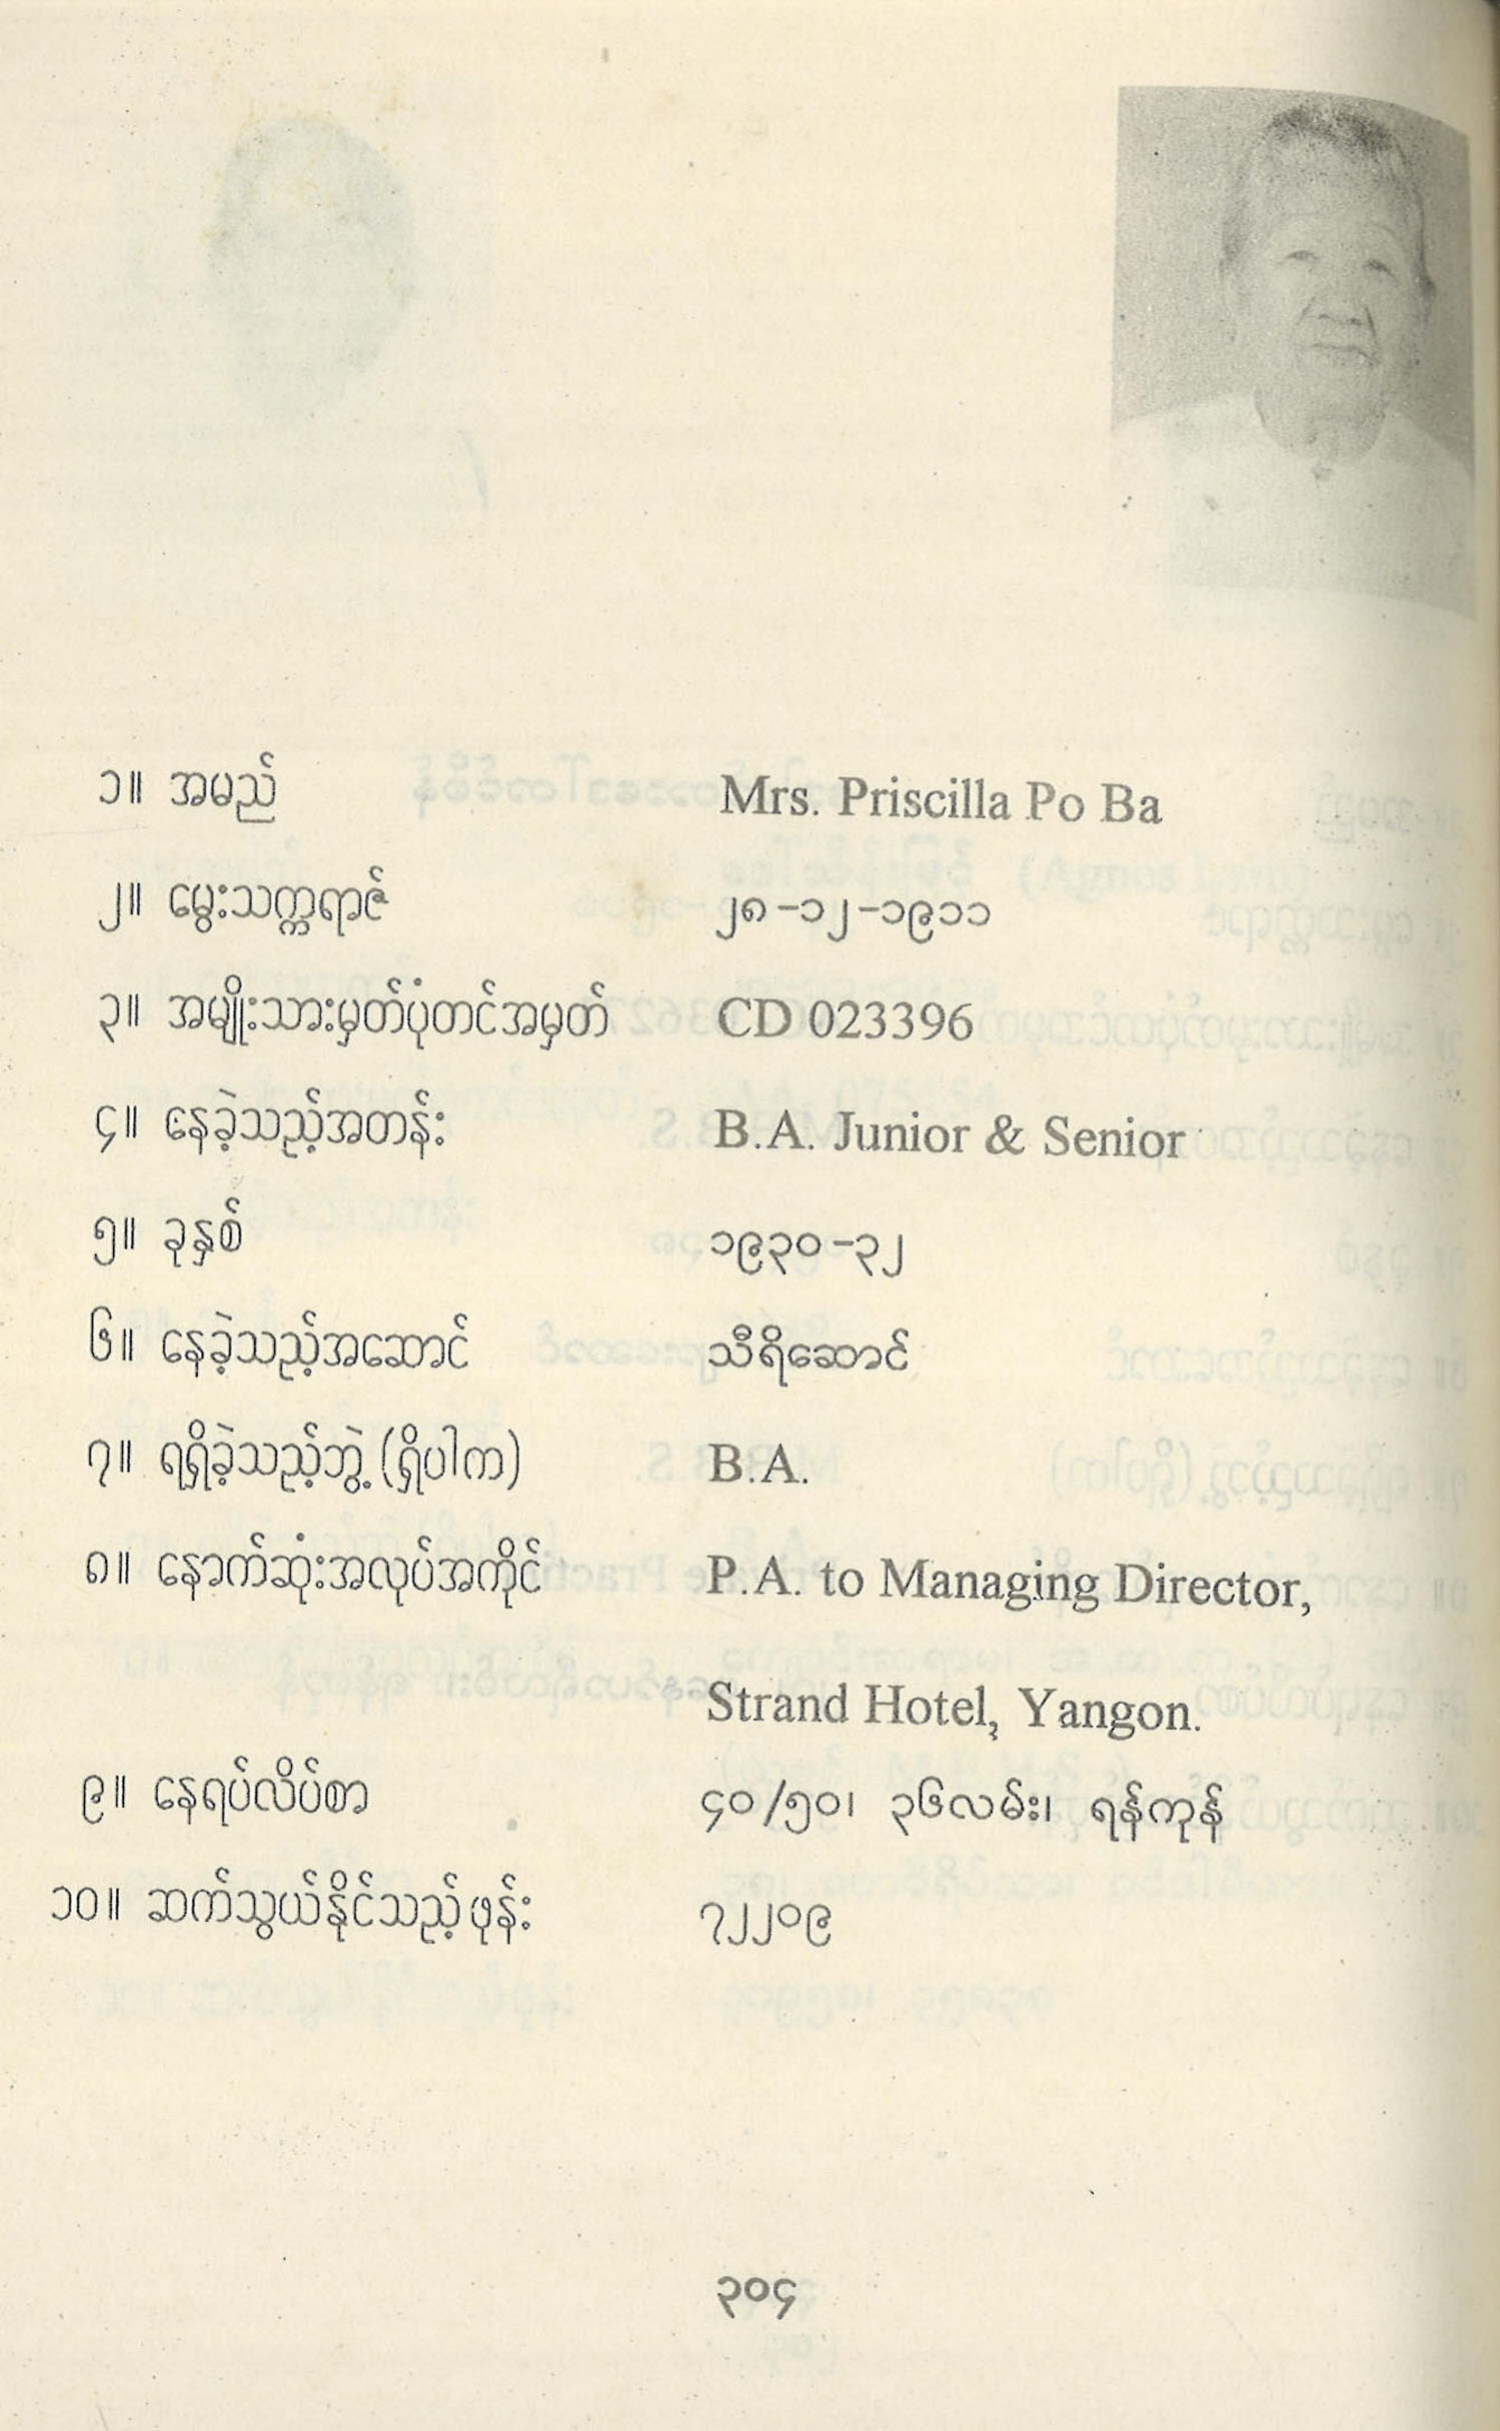 ၁။ အမည် Mrs. Priscilla Po Ba
၂။ မွေးသက္ကရာဇ် ၂၈-၁၂-၁၉၁၁
၃။ အမျိုးသားမှတ်ပုံတင်အမှတ် CD 023396
၄။ နေခဲ့သည့်အတန်း B.A. Junior & Senior
၅။ ခုနှစ် ၁၉၃၀-၃၂
၆။ နေခဲ့သည့်အဆောင် သီရိဆောင်
၇။ ရရှိခဲ့သည့်ဘွဲ့ (ရှိပါက) B.A.
၈။ နောက်ဆုံးအလုပ်အကိုင် P.A. to Managing Director,
Strand Hotel, Yangon.
၉။ နေရပ်လိပ်စာ ၄၀/၅၀၊ ၃၆လမ်း၊ ရန်ကုန်
၁၀။ ဆက်သွယ်နိုင်သည့်ဖုန်း ၇၂၂၀၉
၃၀၄